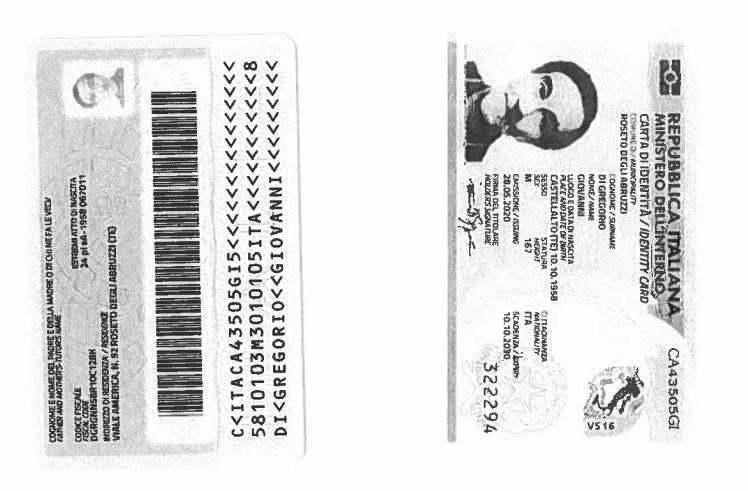 REPUBBLICA ITALIANA
MINISTERO DELL'INTERNO
CARTA DI IDENTITÀ / IDENTITY CARD
COMUNE DI / MUNICIPALITY
ROSETO DEGLI ABRUZZI
CA43505GI
COGNOME / SURNAME
DI GREGORIO
NOME / NAME
GIOVANNI
LUOGO E DATA DI NASCITA
PLACE AND DATE OF BIRTH
CASTELLALTO (TE) 10.10.1958
SESSO
SEX
M
STATURA
HEIGHT
167
CITTADINANZA
NATIONALITY
ITA
EMISSIONE / ISSUING
28.05.2020
SCADENZA / EXPIRY
10.10.2030
FIRMA DEL TITOLARE
HOLDER'S SIGNATURE
322294
VS16
COGNOME E NOME DEL PADRE E DELLA MADRE O DI CHI NE FA LE VECI/
FATHER AND MOTHER'S-TUTOR'S NAME
CODICE FISCALE
FISCAL CODE
DGRGNN58R10C128K
ESTREMI ATTO DI NASCITA
24 pI sA - 1958 067011
INDIRIZZO DI RESIDENZA / RESIDENCE
VIALE AMERICA, N. 92 ROSETO DEGLI ABRUZZI (TE)
C<ITACA43505GI5<<<<<<<<<<<<<<<
5810103M3010105ITA<<<<<<<<<<<8
DI<GREGORIO<<GIOVANNI<<<<<<<<<